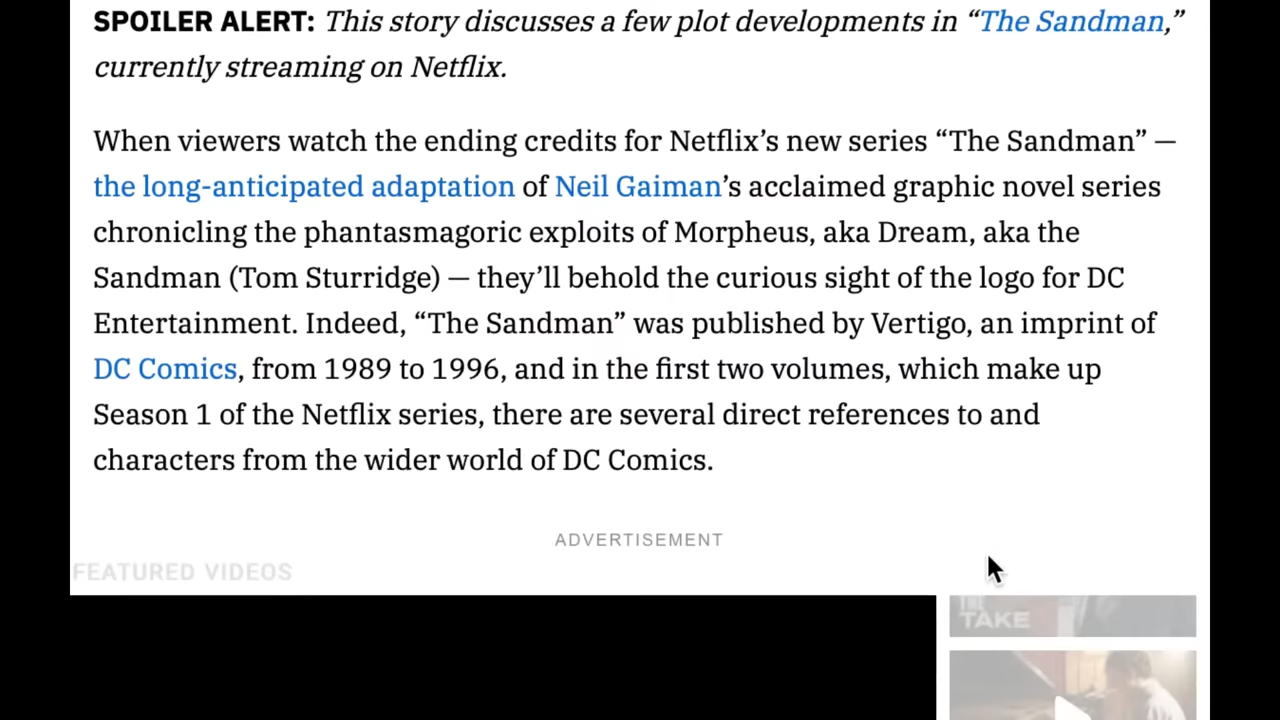 SPOILER ALERT: This story discusses a few plot developments in “The Sandman,”
currently streaming on Netflix.
When viewers watch the ending credits for Netflix’s new series “The Sandman” —
the long-anticipated adaptation of Neil Gaiman’s acclaimed graphic novel series
chronicling the phantasmagoric exploits of Morpheus, aka Dream, aka the
Sandman (Tom Sturridge) — they’ll behold the curious sight of the logo for DC
Entertainment. Indeed, “The Sandman” was published by Vertigo, an imprint of
DC Comics, from 1989 to 1996, and in the first two volumes, which make up
Season 1 of the Netflix series, there are several direct references to and
characters from the wider world of DC Comics.
ADVERTISEMENT
FEATURED VIDEOS
THE
TAKE